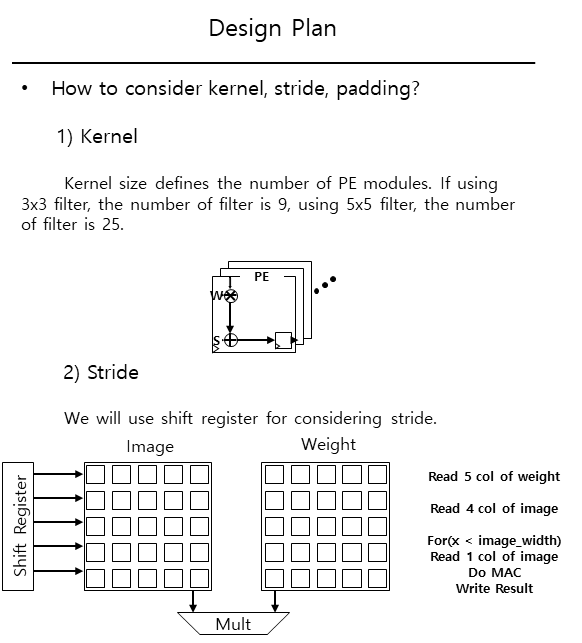 Design Plan
• How to consider kernel, stride, padding?
1) Kernel
Kernel size defines the number of PE modules. If using
3x3 filter, the number of filter is 9, using 5x5 filter, the number
of filter is 25.
PE
W
S
2) Stride
We will use shift register for considering stride.
Image
Weight
Shift Register
Read 5 col of weight
Read 4 col of image
For(x < image_width)
Read 1 col of image
Do MAC
Write Result
Mult